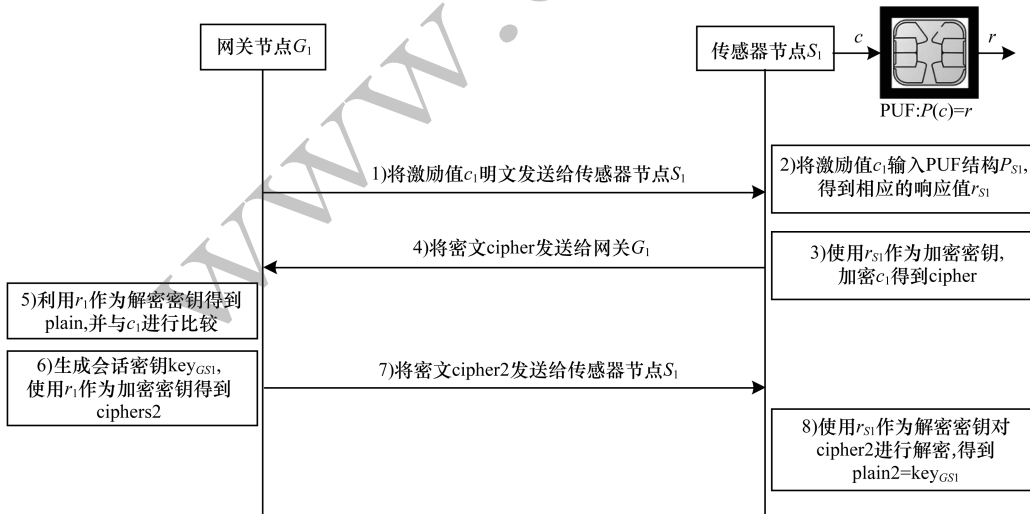 网关节点G1
传感器节点S1
c
r
PUF:P(c)=r
1)将激励值c1明文发送给传感器节点S1
2)将激励值c1输入PUF结构PS1,
得到相应的响应值rS1
4)将密文cipher发送给网关G1
3)使用rS1作为加密密钥,
加密c1得到cipher
5)利用r1作为解密密钥得到
plain,并与c1进行比较
6)生成会话密钥keyGS1,
使用r1作为加密密钥得到
ciphers2
7)将密文cipher2发送给传感器节点S1
8)使用rS1作为解密密钥对
cipher2进行解密,得到
plain2=keyGS1
www.